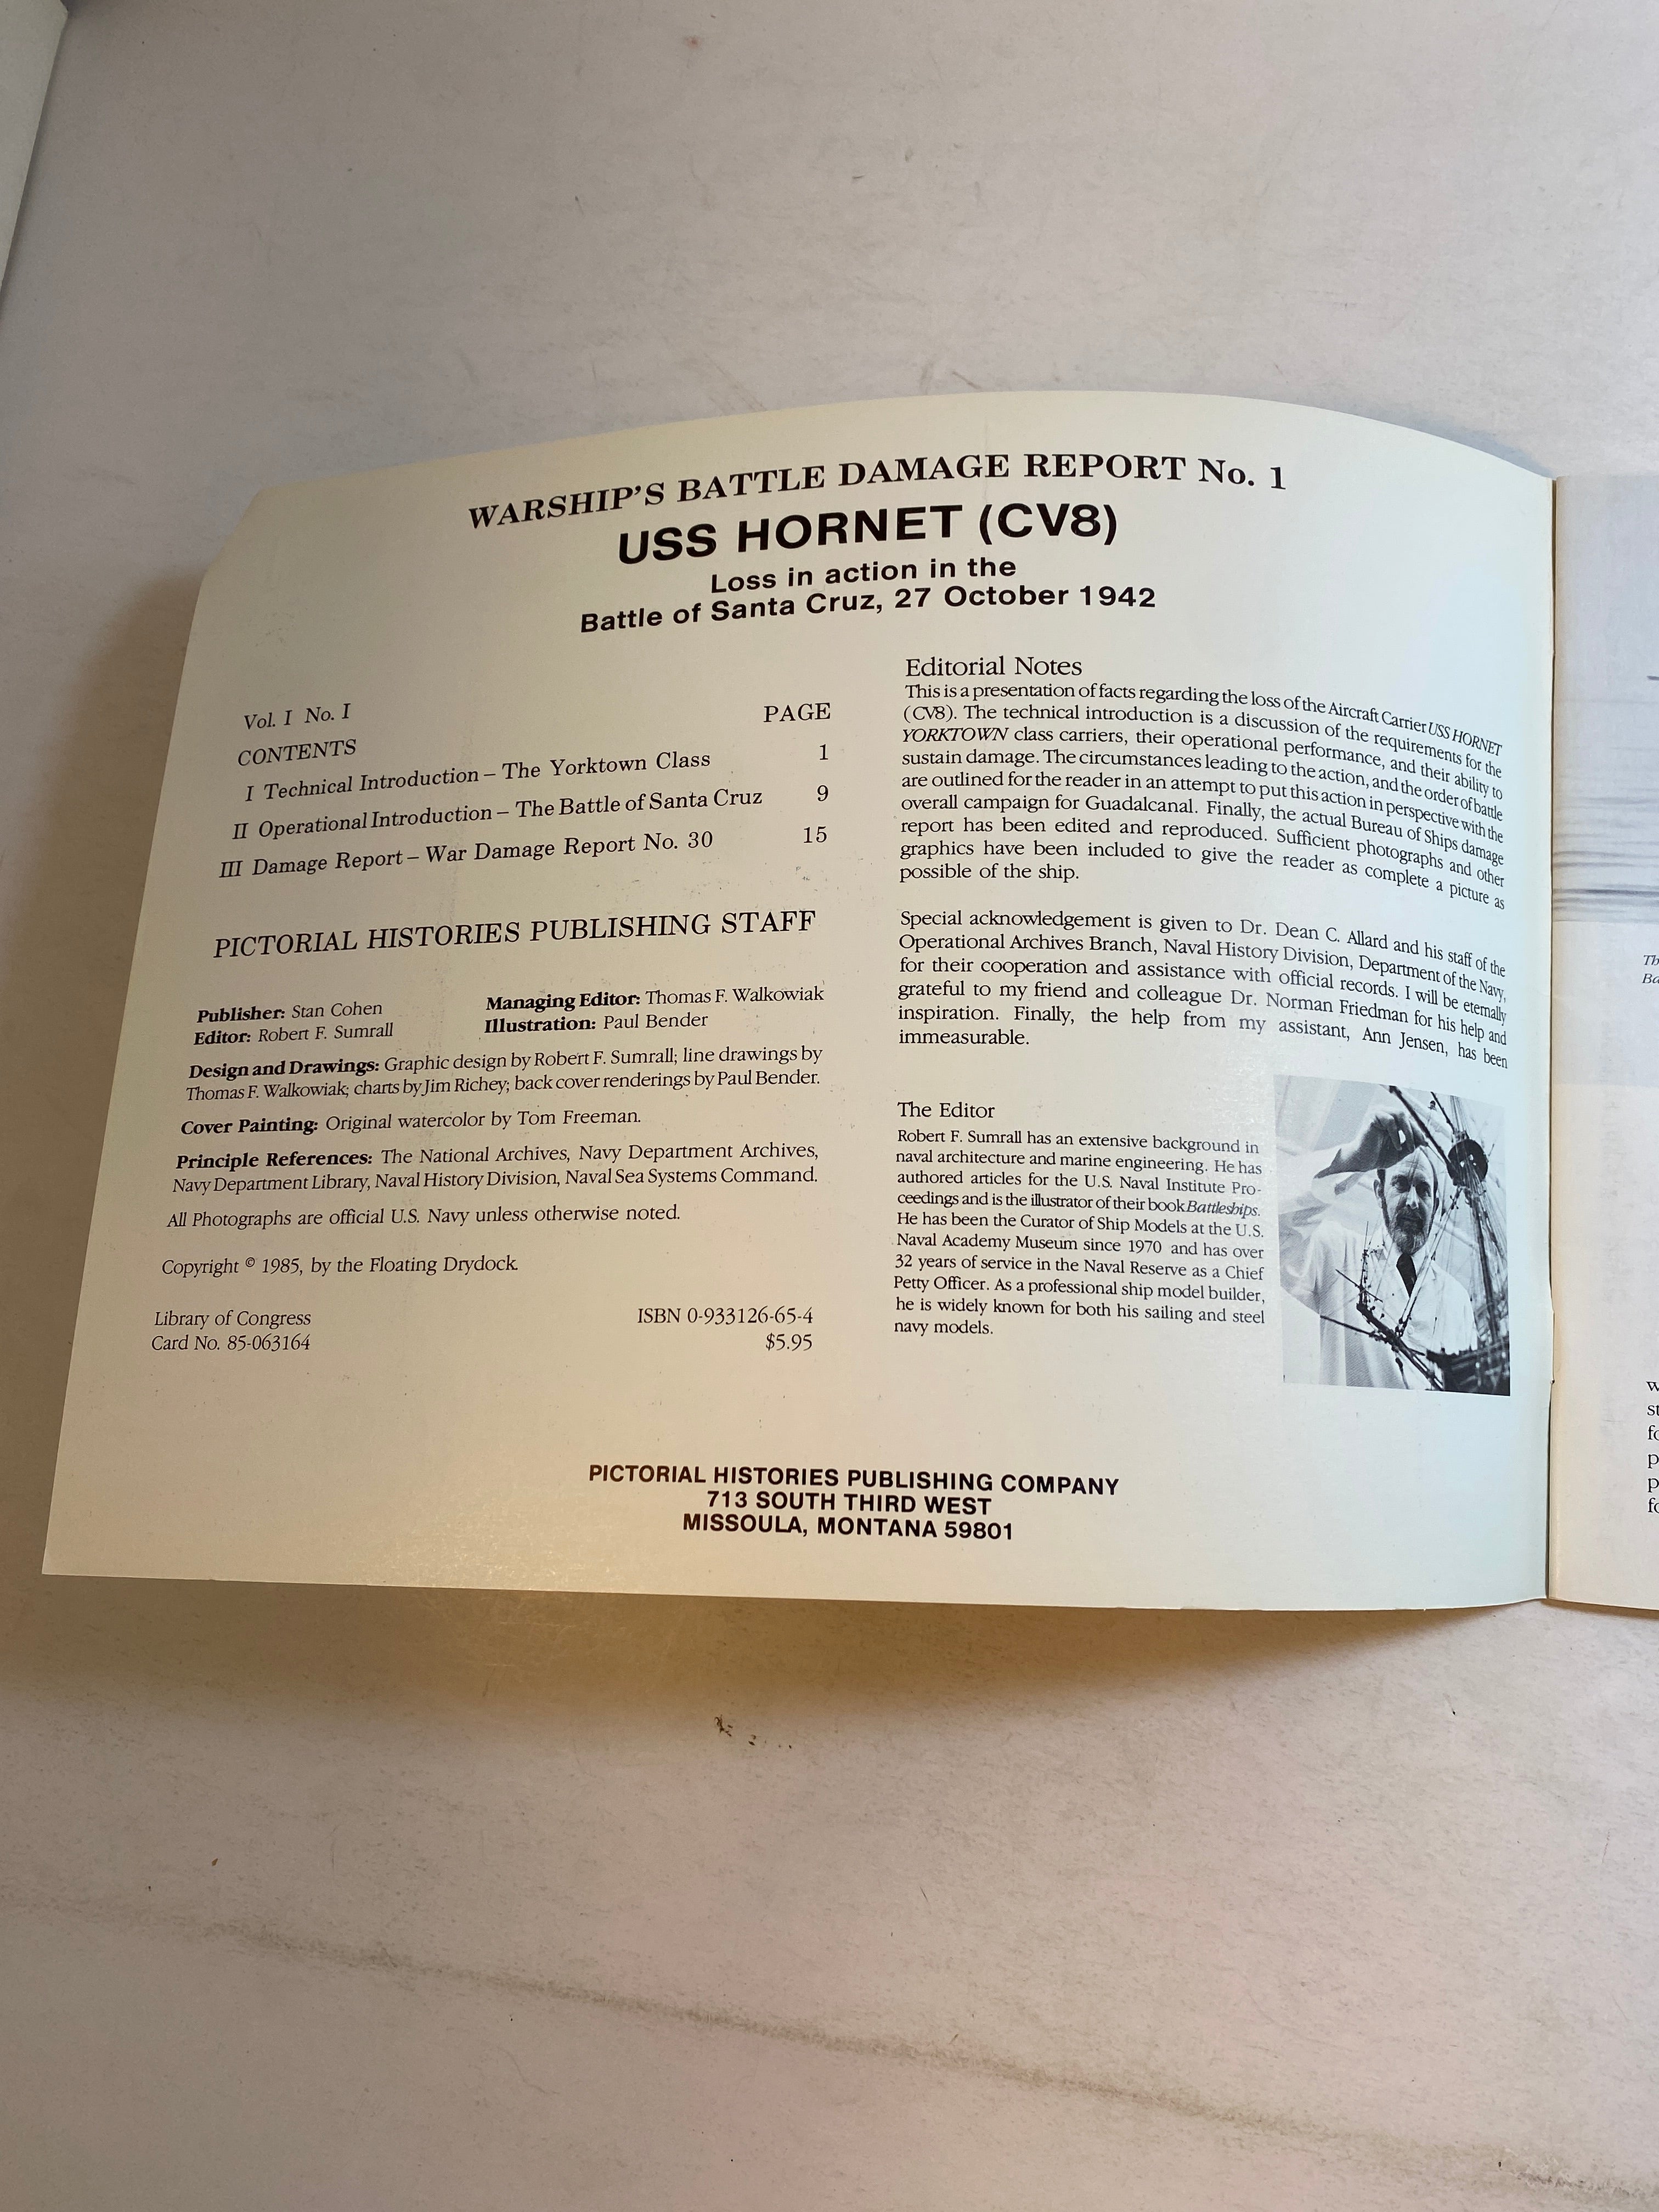 WARSHIP'S BATTLE DAMAGE REPORT No. 1
USS HORNET (CV8)
Loss in action in the
Battle of Santa Cruz, 27 October 1942
Vol. I No. I
PAGE
CONTENTS
I Technical Introduction – The Yorktown Class 1
II Operational Introduction – The Battle of Santa Cruz 9
III Damage Report – War Damage Report No. 30 15
PICTORIAL HISTORIES PUBLISHING STAFF
Publisher: Stan Cohen
Managing Editor: Thomas F. Walkowiak
Editor: Robert F. Sumrall
Illustration: Paul Bender
Design and Drawings: Graphic design by Robert F. Sumrall; line drawings by
Thomas F. Walkowiak; charts by Jim Richey; back cover renderings by Paul Bender.
Cover Painting: Original watercolor by Tom Freeman.
Principle References: The National Archives, Navy Department Archives,
Navy Department Library, Naval History Division, Naval Sea Systems Command.
All Photographs are official U.S. Navy unless otherwise noted.
Copyright © 1985, by the Floating Drydock.
Library of Congress
Card No. 85-063164
ISBN 0-933126-65-4
$5.95
Editorial Notes
This is a presentation of facts regarding the loss of the Aircraft Carrier USS HORNET
(CV8). The technical introduction is a discussion of the requirements for the
YORKTOWN class carriers, their operational performance, and their ability to
sustain damage. The circumstances leading to the action, and the order of battle
are outlined for the reader in an attempt to put this action in perspective with the
overall campaign for Guadalcanal. Finally, the actual Bureau of Ships damage
report has been edited and reproduced. Sufficient photographs and other
graphics have been included to give the reader as complete a picture as
possible of the ship.
Special acknowledgement is given to Dr. Dean C. Allard and his staff of the
Operational Archives Branch, Naval History Division, Department of the Navy,
for their cooperation and assistance with official records. I will be eternally
grateful to my friend and colleague Dr. Norman Friedman for his help and
inspiration. Finally, the help from my assistant, Ann Jensen, has been
immeasurable.
The Editor
Robert F. Sumrall has an extensive background in
naval architecture and marine engineering. He has
authored articles for the U.S. Naval Institute Pro-
ceedings and is the illustrator of their book Battleships.
He has been the Curator of Ship Models at the U.S.
Naval Academy Museum since 1970 and has over
32 years of service in the Naval Reserve as a Chief
Petty Officer. As a professional ship model builder,
he is widely known for both his sailing and steel
navy models.
PICTORIAL HISTORIES PUBLISHING COMPANY
713 SOUTH THIRD WEST
MISSOULA, MONTANA 59801